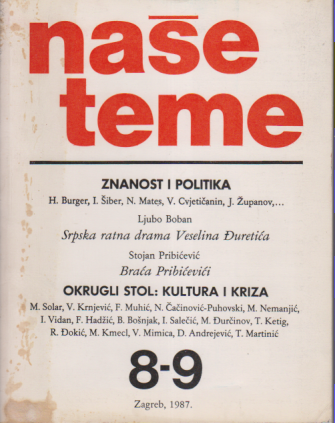 naše
teme
ZNANOST I POLITIKA
H. Burger, I. Šiber, N. Mates, V. Cvjetičanin, J. Županov,...
Ljubo Boban
Srpska ratna drama Veselina Đuretića
Stojan Pribićević
Braća Pribićevići
OKRUGLI STOL: KULTURA I KRIZA
M. Solar, V. Krnjević, F. Muhić, N. Čačinović-Puhovski, M. Nemanjić,
I. Vidan, F. Hadžić, B. Bošnjak, I. Salečić, M. Đurčinov, T. Ketig,
R. Đokić, M. Kmecl, V. Mimica, D. Andrejević, T. Martinić
8-9
Zagreb, 1987.